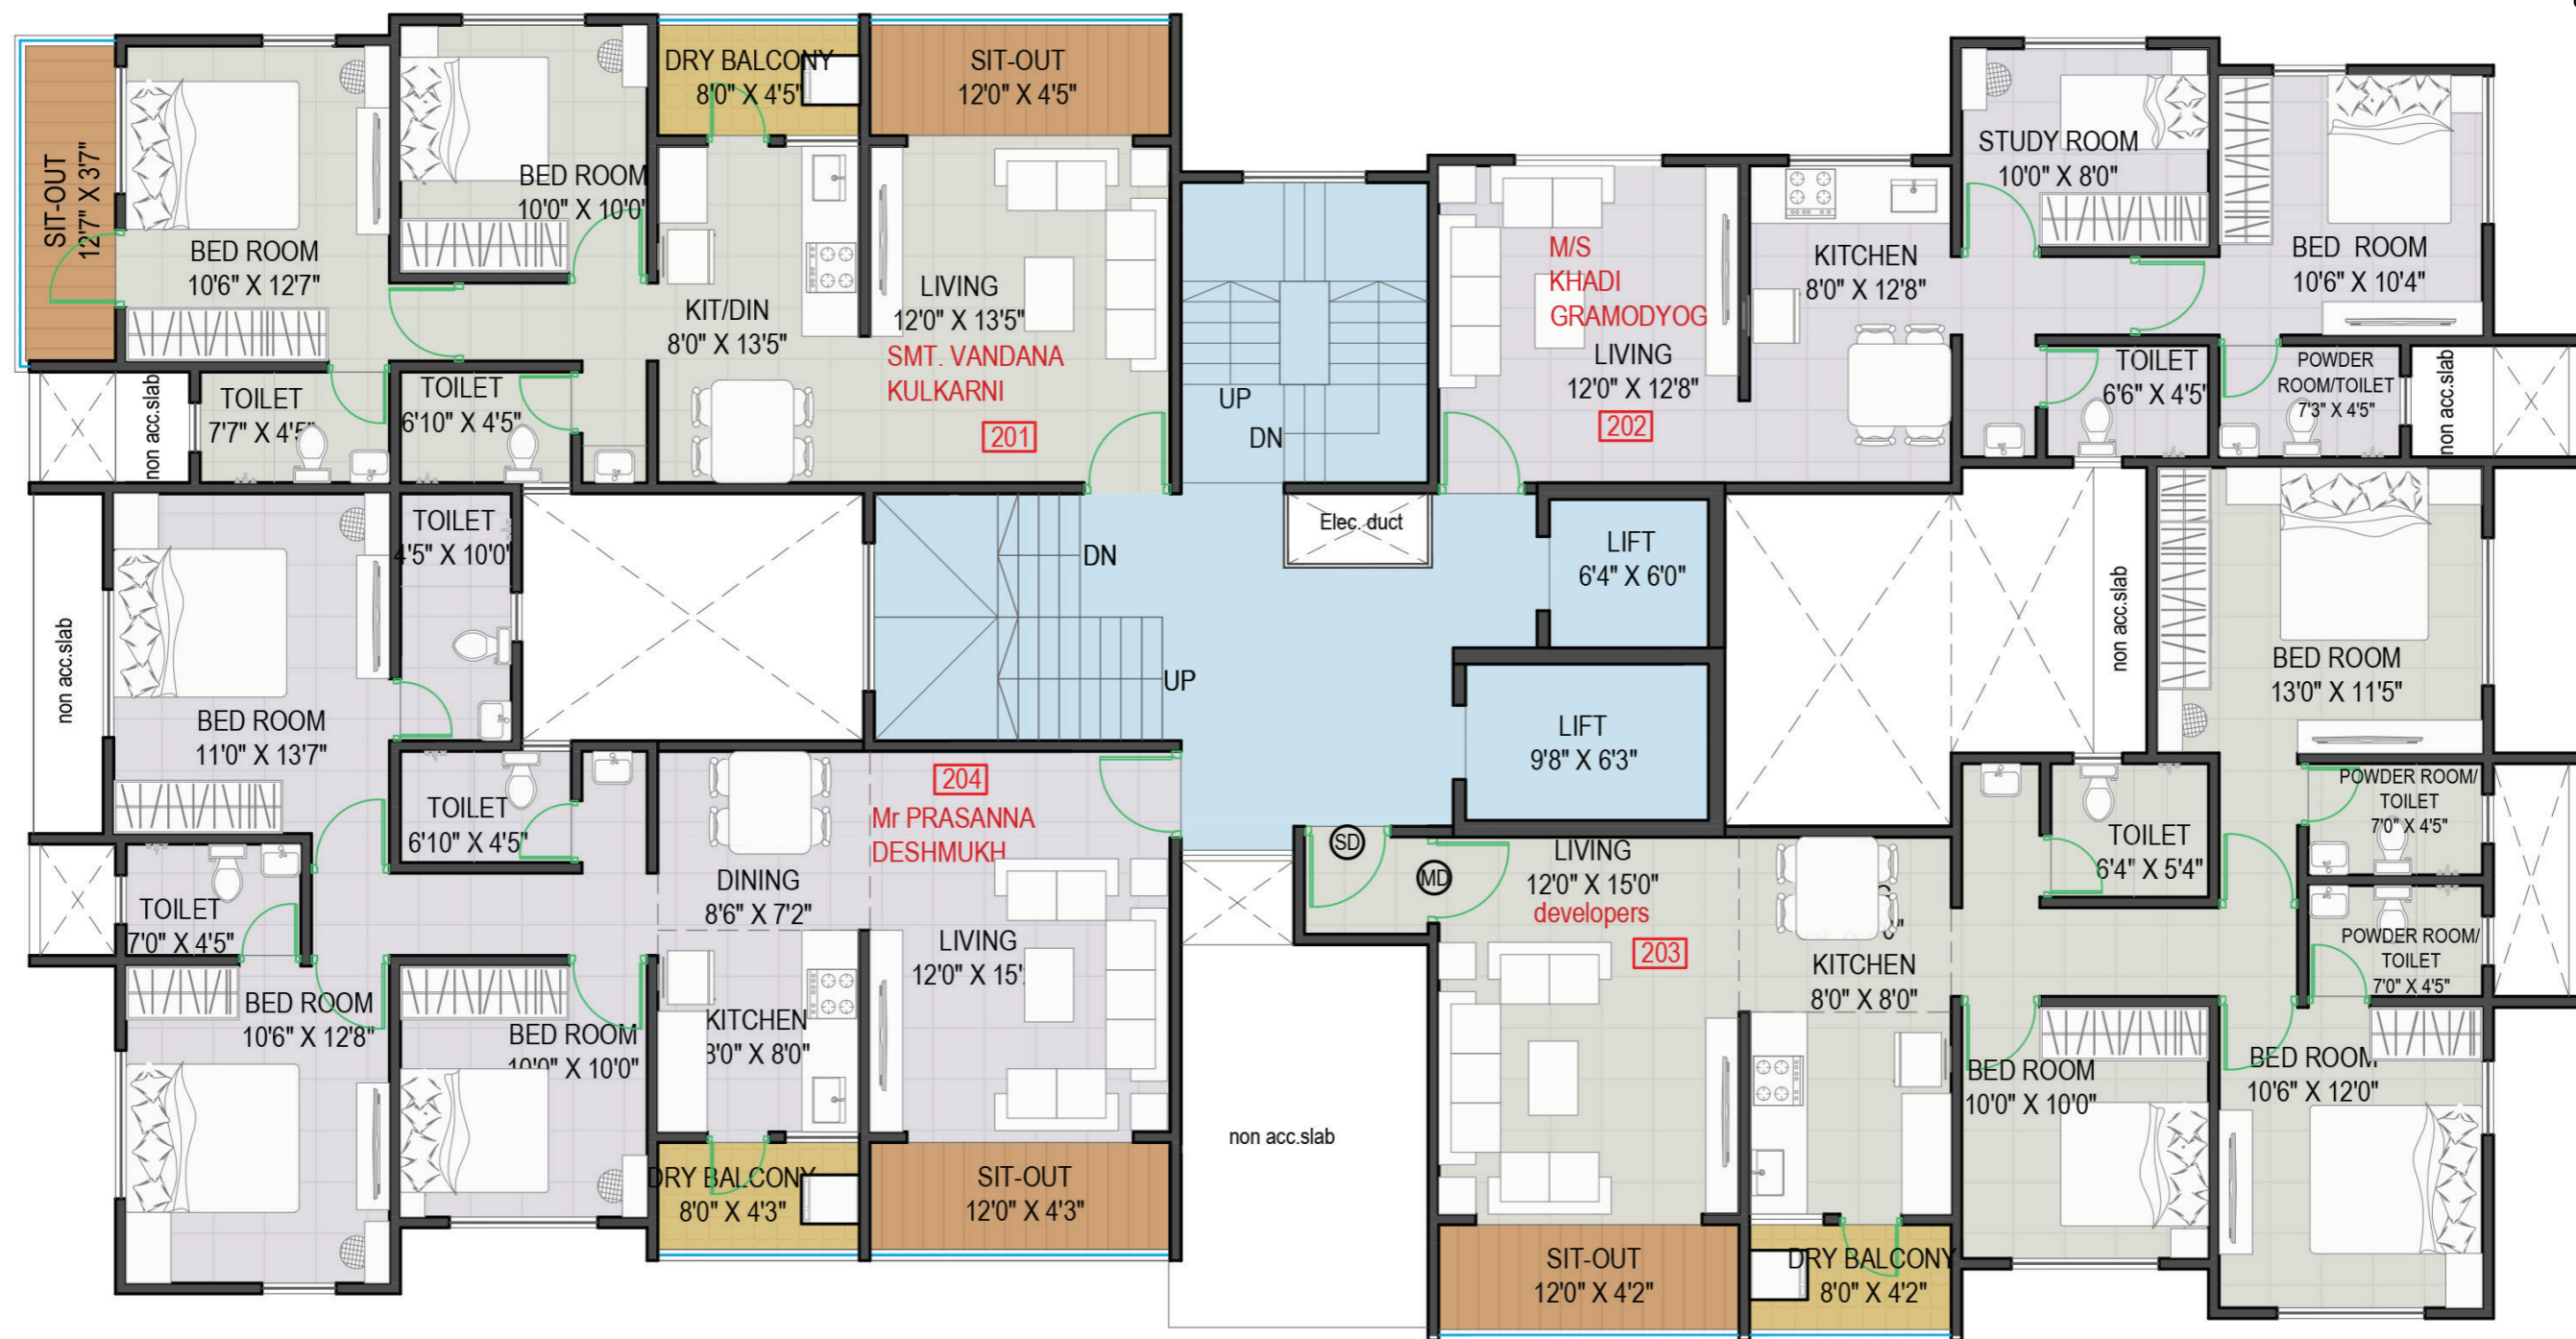 SIT-OUT
12'7" X 3'7"
BED ROOM
10'6" X 12'7"
BED ROOM
10'0" X 10'0"
DRY BALCONY
8'0" X 4'5"
SIT-OUT
12'0" X 4'5"
KIT/DIN
8'0" X 13'5"
LIVING
12'0" X 13'5"
SMT. VANDANA
KULKARNI
201
TOILET
7'7" X 4'5"
TOILET
6'10" X 4'5"
non acc.slab
UP
DN
M/S
KHADI
GRAMODYOG
LIVING
12'0" X 12'8"
202
KITCHEN
8'0" X 12'8"
STUDY ROOM
10'0" X 8'0"
BED ROOM
10'6" X 10'4"
TOILET
6'6" X 4'5"
POWDER
ROOM/TOILET
7'3" X 4'5"
non acc.slab
non acc.slab
BED ROOM
11'0" X 13'7"
TOILET
4'5" X 10'0"
DN
UP
Elec. duct
LIFT
6'4" X 6'0"
LIFT
9'8" X 6'3"
non acc.slab
BED ROOM
13'0" X 11'5"
TOILET
6'10" X 4'5"
204
Mr PRASANNA
DESHMUKH
DINING
8'6" X 7'2"
LIVING
12'0" X 15'
TOILET
7'0" X 4'5"
BED ROOM
10'6" X 12'8"
BED ROOM
10'0" X 10'0"
KITCHEN
8'0" X 8'0"
DRY BALCONY
8'0" X 4'3"
SIT-OUT
12'0" X 4'3"
non acc.slab
SD
MD
LIVING
12'0" X 15'0"
developers
203
KITCHEN
8'0" X 8'0"
TOILET
6'4" X 5'4"
POWDER ROOM/
TOILET
7'0" X 4'5"
POWDER ROOM/
TOILET
7'0" X 4'5"
BED ROOM
10'0" X 10'0"
BED ROOM
10'6" X 12'0"
SIT-OUT
12'0" X 4'2"
DRY BALCONY
8'0" X 4'2"